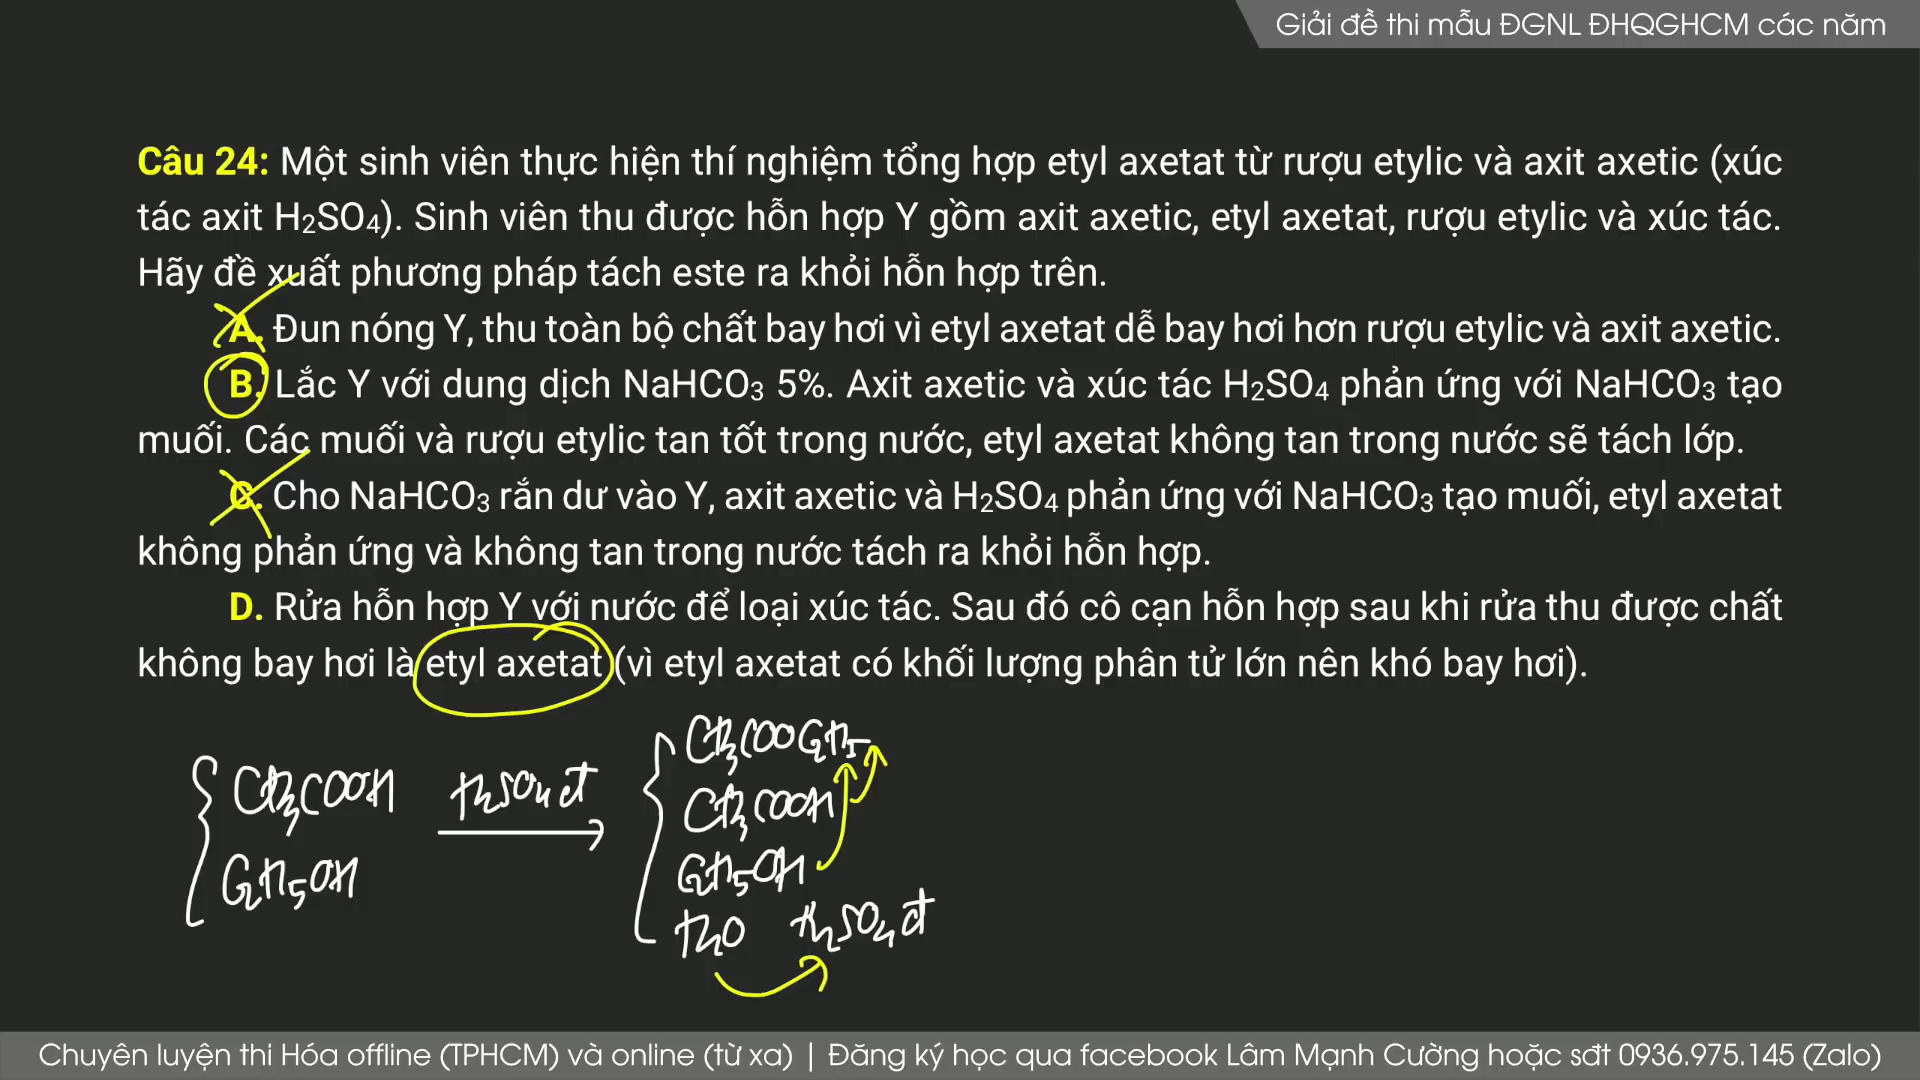 Giải đề thi mẫu ĐGNL ĐHQGHCM các năm
Câu 24: Một sinh viên thực hiện thí nghiệm tổng hợp etyl axetat từ rượu etylic và axit axetic (xúc
tác axit H₂SO₄). Sinh viên thu được hỗn hợp Y gồm axit axetic, etyl axetat, rượu etylic và xúc tác.
Hãy đề xuất phương pháp tách este ra khỏi hỗn hợp trên.
A. Đun nóng Y, thu toàn bộ chất bay hơi vì etyl axetat dễ bay hơi hơn rượu etylic và axit axetic.
B. Lắc Y với dung dịch NaHCO₃ 5%. Axit axetic và xúc tác H₂SO₄ phản ứng với NaHCO₃ tạo
muối. Các muối và rượu etylic tan tốt trong nước, etyl axetat không tan trong nước sẽ tách lớp.
C. Cho NaHCO₃ rắn dư vào Y, axit axetic và H₂SO₄ phản ứng với NaHCO₃ tạo muối, etyl axetat
không phản ứng và không tan trong nước tách ra khỏi hỗn hợp.
D. Rửa hỗn hợp Y với nước để loại xúc tác. Sau đó cô cạn hỗn hợp sau khi rửa thu được chất
không bay hơi là etyl axetat (vì etyl axetat có khối lượng phân tử lớn nên khó bay hơi).
CH₃COOH
C₂H₅OH
H₂SO₄ đ
CH₃COOC₂H₅
CH₃COOH
C₂H₅OH
H₂O H₂SO₄ đ
Chuyên luyện thi Hóa offline (TPHCM) và online (từ xa) | Đăng ký học qua facebook Lâm Mạnh Cường hoặc sđt 0936.975.145 (Zalo)